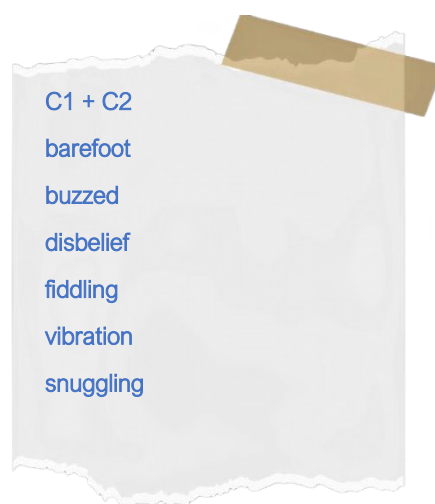 C1 + C2
barefoot
buzzed
disbelief
fiddling
vibration
snuggling